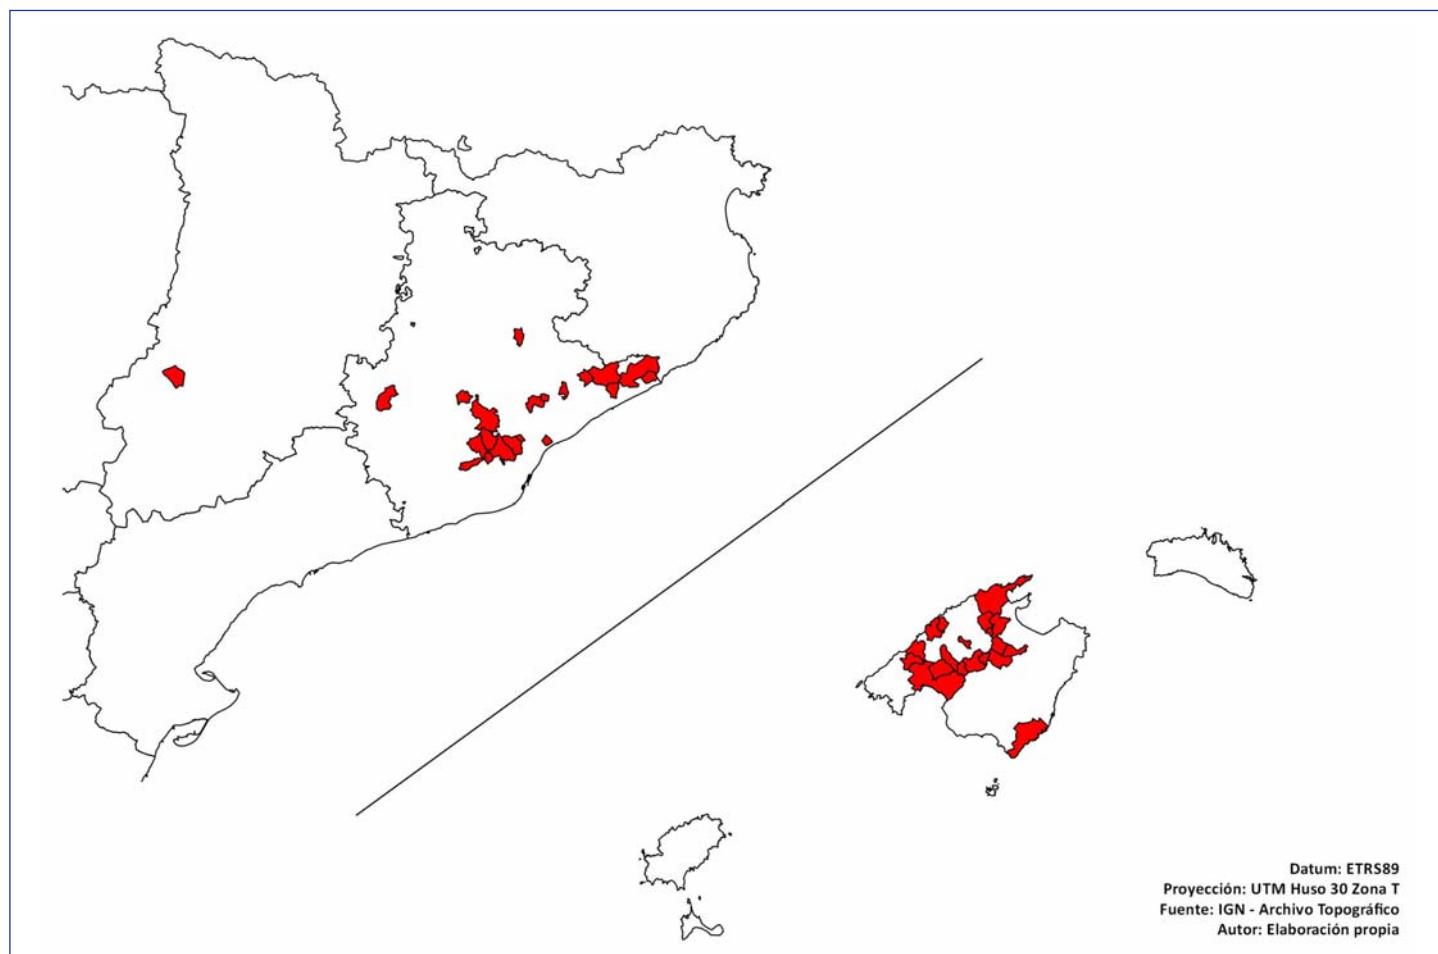 Datum: ETRS89
Proyección: UTM Huso 30 Zona T
Fuente: IGN - Archivo Topográfico
Autor: Elaboración propia